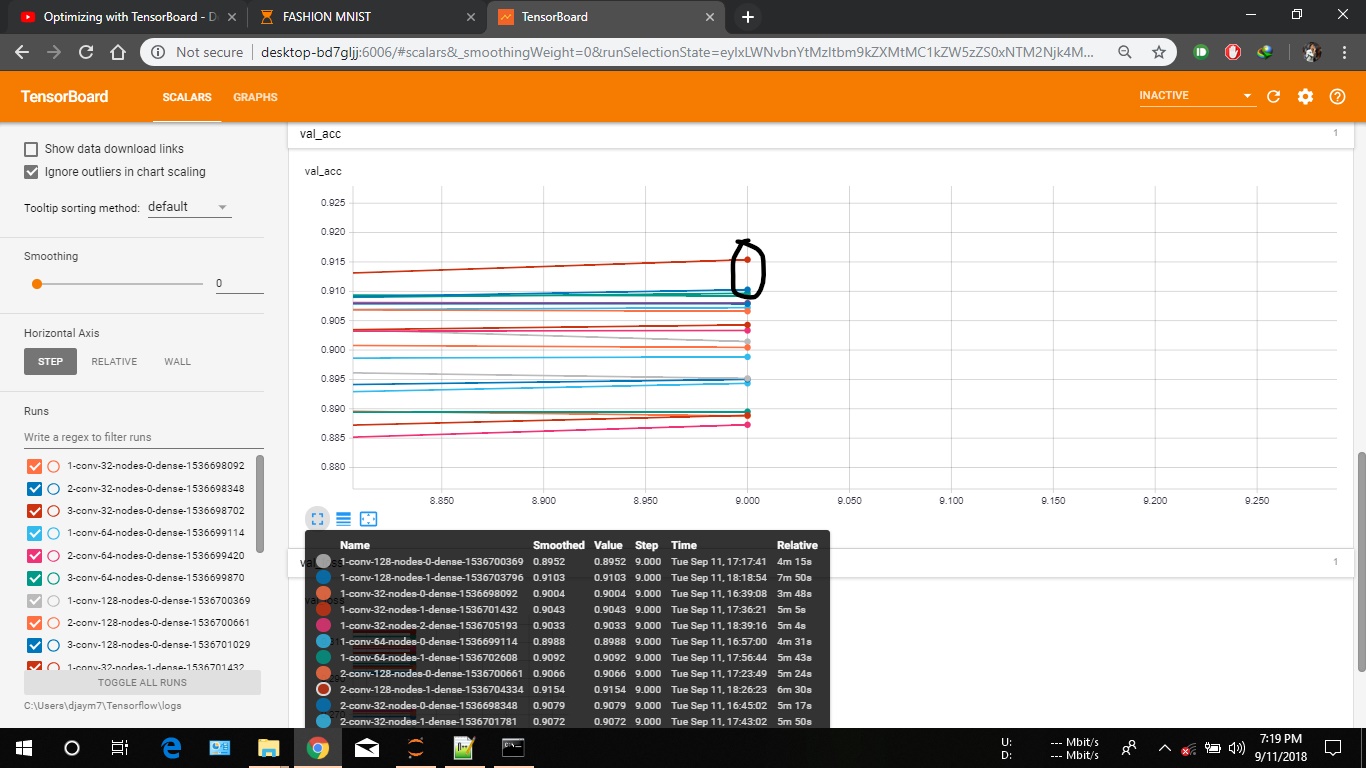 Optimizing with TensorBoard - D
FASHION MNIST
TensorBoard
Not secure
desktop-bd7gljj:6006/#scalars&_smoothingWeight=0&runSelectionState=
TensorBoard
SCALARS
GRAPHS
INACTIVE
Show data download links
Ignore outliers in chart scaling
Tooltip sorting method: default
Smoothing
0
Horizontal Axis
STEP
RELATIVE
WALL
Runs
Write a regex to filter runs
1-conv-32-nodes-0-dense-1536698092
2-conv-32-nodes-0-dense-1536698348
3-conv-32-nodes-0-dense-1536698702
1-conv-64-nodes-0-dense-1536699114
2-conv-64-nodes-0-dense-1536699420
3-conv-64-nodes-0-dense-1536699870
1-conv-128-nodes-0-dense-1536700369
2-conv-128-nodes-0-dense-1536700661
3-conv-128-nodes-0-dense-1536701029
1-conv-32-nodes-1-dense-1536701432
TOGGLE ALL RUNS
C:\Users\djaym7\Tensorflow\logs
val_acc 1
val_acc
0.925
0.920
0.915
0.910
0.905
0.900
0.895
0.890
0.885
0.880
8.850 8.900 8.950 9.000 9.050 9.100 9.150 9.200 9.250
1
Name Smoothed Value Step Time Relative
1-conv-128-nodes-0-dense-1536700369 0.8952 0.8952 9.000 Tue Sep 11, 17:17:41 4m 15s
1-conv-128-nodes-1-dense-1536703796 0.9103 0.9103 9.000 Tue Sep 11, 18:18:54 7m 50s
1-conv-32-nodes-0-dense-1536698092 0.9004 0.9004 9.000 Tue Sep 11, 16:39:08 3m 48s
1-conv-32-nodes-1-dense-1536701432 0.9043 0.9043 9.000 Tue Sep 11, 17:36:21 5m 5s
1-conv-32-nodes-2-dense-1536705193 0.9033 0.9033 9.000 Tue Sep 11, 18:39:16 5m 4s
1-conv-64-nodes-0-dense-1536699114 0.8988 0.8988 9.000 Tue Sep 11, 16:57:00 4m 31s
1-conv-64-nodes-1-dense-1536702608 0.9092 0.9092 9.000 Tue Sep 11, 17:56:44 5m 43s
2-conv-128-nodes-0-dense-1536700661 0.9066 0.9066 9.000 Tue Sep 11, 17:23:49 5m 24s
2-conv-128-nodes-1-dense-1536704334 0.9154 0.9154 9.000 Tue Sep 11, 18:26:23 6m 30s
2-conv-32-nodes-0-dense-1536698348 0.9079 0.9079 9.000 Tue Sep 11, 16:45:02 5m 17s
2-conv-32-nodes-1-dense-1536701781 0.9072 0.9072 9.000 Tue Sep 11, 17:43:02 5m 50s
U: --- Mbit/s
D: --- Mbit/s
7:19 PM
9/11/2018